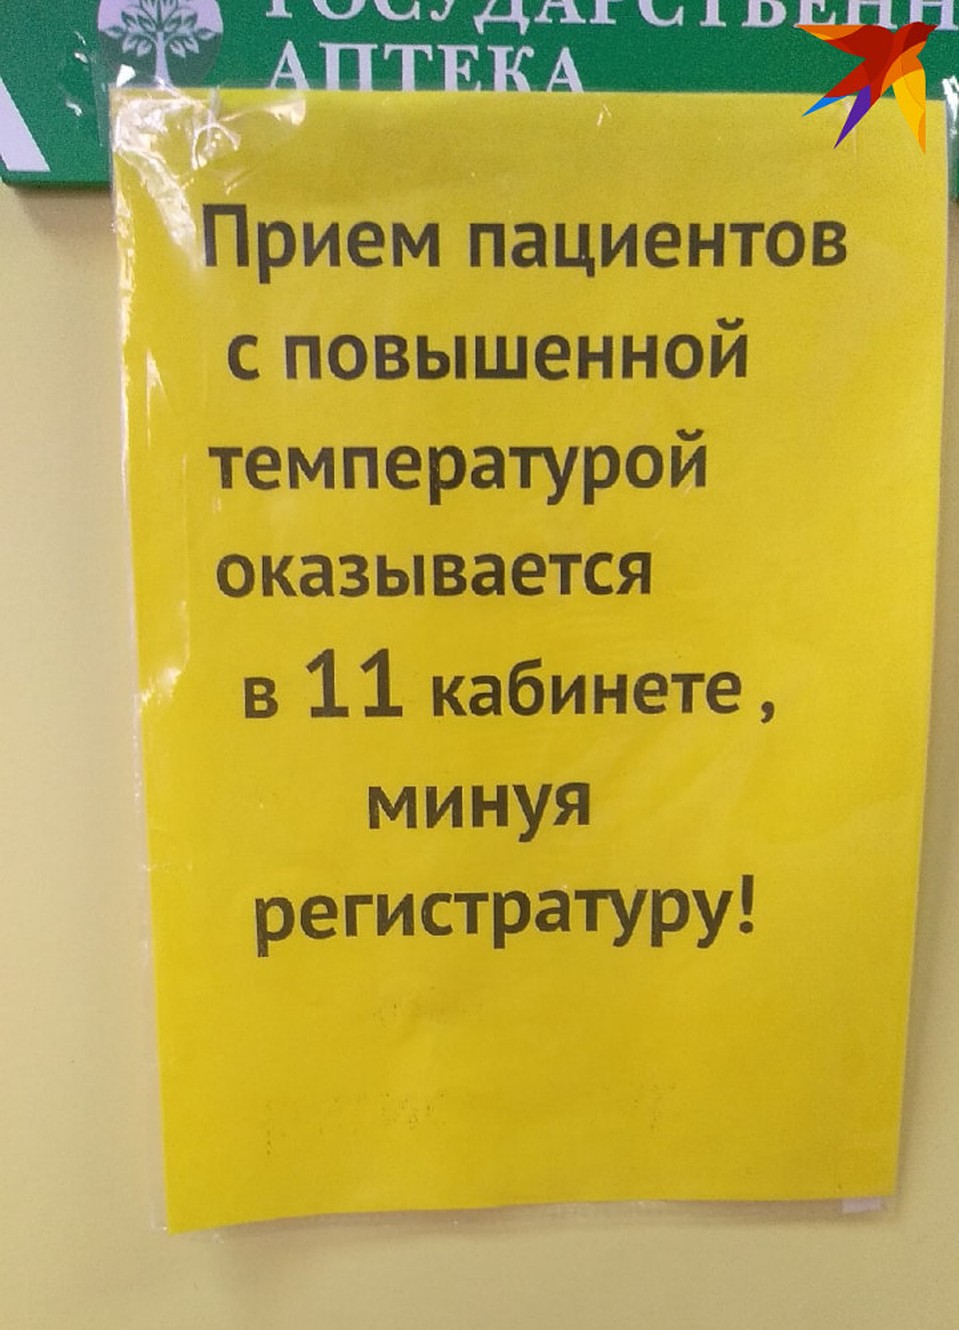 АПТЕКА
Прием пациентов
с повышенной
температурой
оказывается
в 11 кабинете ,
минуя
регистратуру!